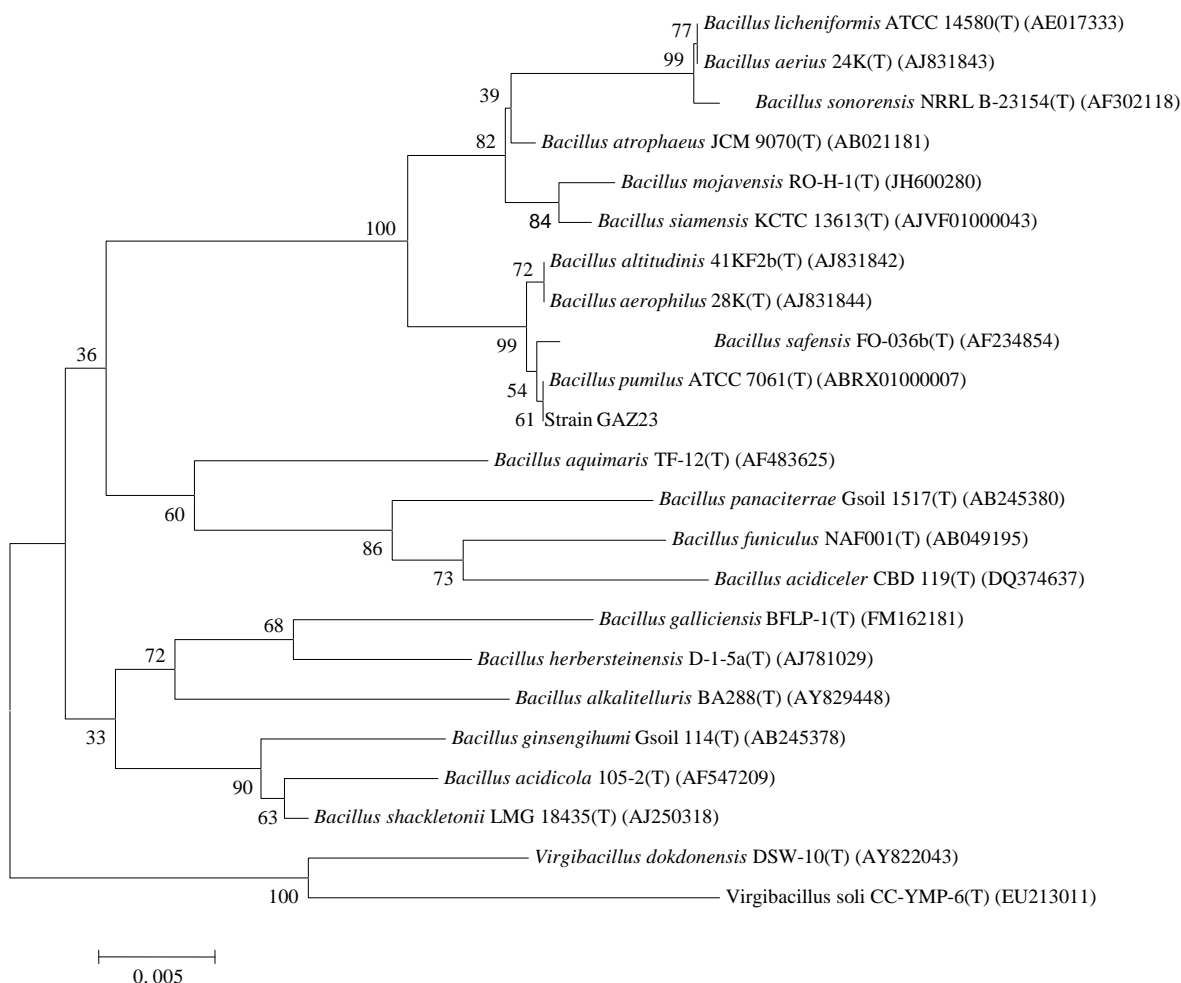 77
Bacillus licheniformis ATCC 14580(T) (AE017333)
99
Bacillus aerius 24K(T) (AJ831843)
39
Bacillus sonorensis NRRL B-23154(T) (AF302118)
82
Bacillus atrophaeus JCM 9070(T) (AB021181)
Bacillus mojavensis RO-H-1(T) (JH600280)
84
Bacillus siamensis KCTC 13613(T) (AJVF01000043)
100
72
Bacillus altitudinis 41KF2b(T) (AJ831842)
Bacillus aerophilus 28K(T) (AJ831844)
99
Bacillus safensis FO-036b(T) (AF234854)
36
54
Bacillus pumilus ATCC 7061(T) (ABRX01000007)
61
Strain GAZ23
Bacillus aquimaris TF-12(T) (AF483625)
60
Bacillus panaciterrae Gsoil 1517(T) (AB245380)
86
Bacillus funiculus NAF001(T) (AB049195)
73
Bacillus acidiceler CBD 119(T) (DQ374637)
68
Bacillus galliciensis BFLP-1(T) (FM162181)
72
Bacillus herbersteinensis D-1-5a(T) (AJ781029)
Bacillus alkalitelluris BA288(T) (AY829448)
33
Bacillus ginsengihumi Gsoil 114(T) (AB245378)
90
Bacillus acidicola 105-2(T) (AF547209)
63
Bacillus shackletonii LMG 18435(T) (AJ250318)
Virgibacillus dokdonensis DSW-10(T) (AY822043)
100
Virgibacillus soli CC-YMP-6(T) (EU213011)
0.005